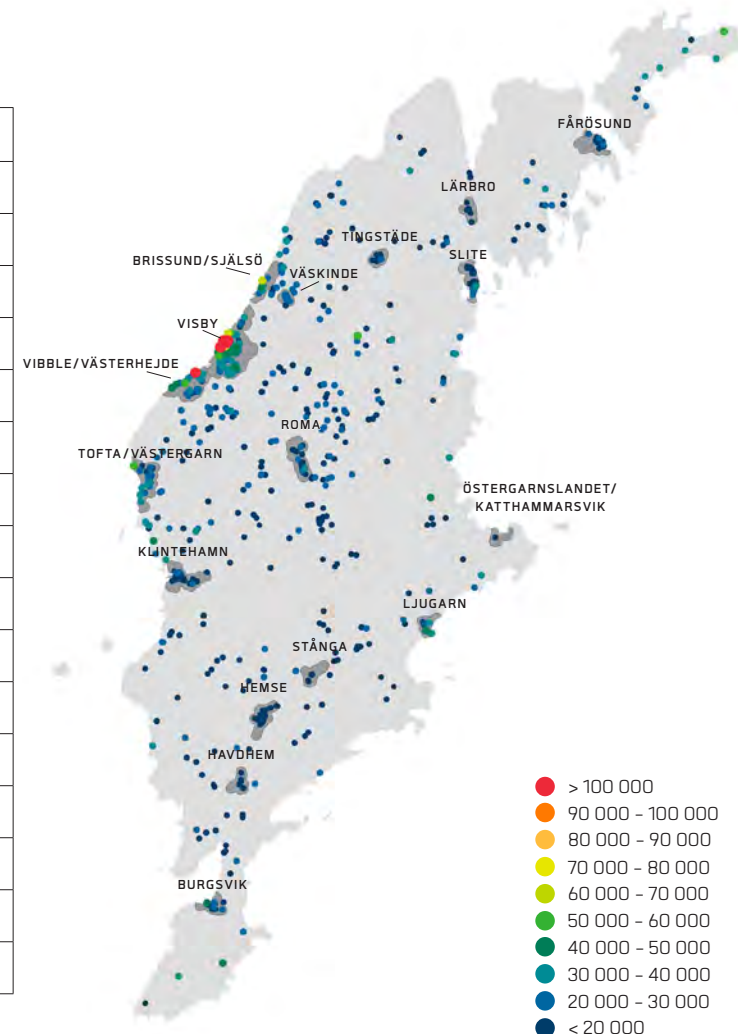 FÅRÖSUND
LÄRBRO
TINGSTÄDE
SLITE
BRISSUND/SJÄLSÖ
VÄSKINDE
VISBY
VIBBLE/VÄSTERHEJDE
ROMA
TOFTA/VÄSTERGARN
ÖSTERGARNSLANDET/
KATTHAMMARSVIK
KLINTEHAMN
LJUGARN
STÅNGA
HEMSE
HAVDHEM
BURGSVIK
> 100 000
90 000 – 100 000
80 000 – 90 000
70 000 – 80 000
60 000 – 70 000
50 000 – 60 000
40 000 – 50 000
30 000 – 40 000
20 000 – 30 000
< 20 000